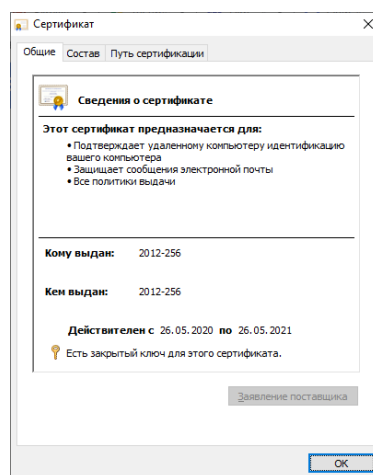 Сертификат
Общие Состав Путь сертификации
Сведения о сертификате
Этот сертификат предназначается для:
• Подтверждает удаленному компьютеру идентификацию
вашего компьютера
• Защищает сообщения электронной почты
• Все политики выдачи
Кому выдан: 2012-256
Кем выдан: 2012-256
Действителен с 26.05.2020 по 26.05.2021
Есть закрытый ключ для этого сертификата.
Заявление поставщика
ОК